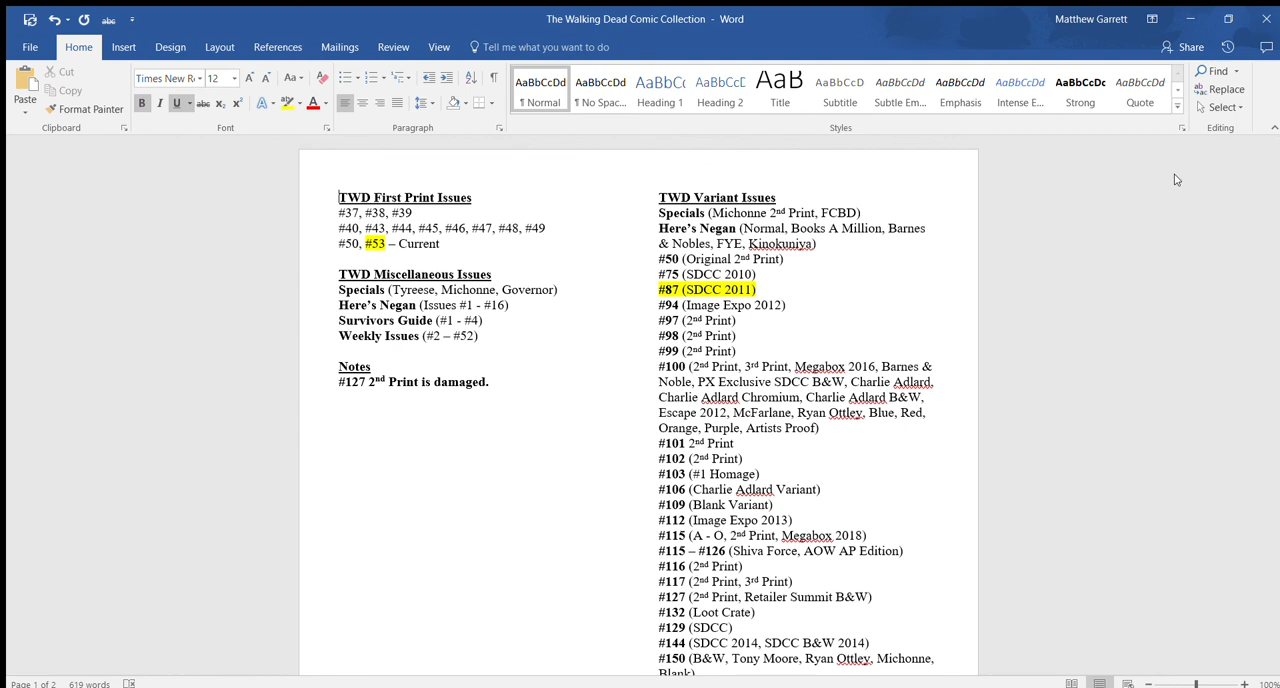 The Walking Dead Comic Collection - Word
Matthew Garrett
File Home Insert Design Layout References Mailings Review View Tell me what you want to do
Share
Paste
Cut
Copy
Format Painter
Clipboard
Times New R
12
Font
Paragraph
AaBbCcDd AaBbCcDd AaBbCc AaBbCcD AaB AaBbCcD AaBbCcDd AaBbCcDd AaBbCcDd AaBbCcDc AaBbCcDd
¶ Normal ¶ No Spac... Heading 1 Heading 2 Title Subtitle Subtle Em... Emphasis Intense E... Strong Quote
Styles
Find
Replace
Select
Editing
TWD First Print Issues
#37, #38, #39
#40, #43, #44, #45, #46, #47, #48, #49
#50, #53 – Current
TWD Miscellaneous Issues
Specials (Tyreese, Michonne, Governor)
Here’s Negan (Issues #1 - #16)
Survivors Guide (#1 - #4)
Weekly Issues (#2 – #52)
Notes
#127 2nd Print is damaged.
TWD Variant Issues
Specials (Michonne 2nd Print, FCBD)
Here’s Negan (Normal, Books A Million, Barnes
& Nobles, FYE, Kinokuniya)
#50 (Original 2nd Print)
#75 (SDCC 2010)
#87 (SDCC 2011)
#94 (Image Expo 2012)
#97 (2nd Print)
#98 (2nd Print)
#99 (2nd Print)
#100 (2nd Print, 3rd Print, Megabox 2016, Barnes &
Noble, PX Exclusive SDCC B&W, Charlie Adlard,
Charlie Adlard Chromium, Charlie Adlard B&W,
Escape 2012, McFarlane, Ryan Ottley, Blue, Red,
Orange, Purple, Artists Proof)
#101 2nd Print
#102 (2nd Print)
#103 (#1 Homage)
#106 (Charlie Adlard Variant)
#109 (Blank Variant)
#112 (Image Expo 2013)
#115 (A - O, 2nd Print, Megabox 2018)
#115 – #126 (Shiva Force, AOW AP Edition)
#116 (2nd Print)
#117 (2nd Print, 3rd Print)
#127 (2nd Print, Retailer Summit B&W)
#132 (Loot Crate)
#129 (SDCC)
#144 (SDCC 2014, SDCC B&W 2014)
#150 (B&W, Tony Moore, Ryan Ottley, Michonne,
Blank)
Page 1 of 2 619 words
100%